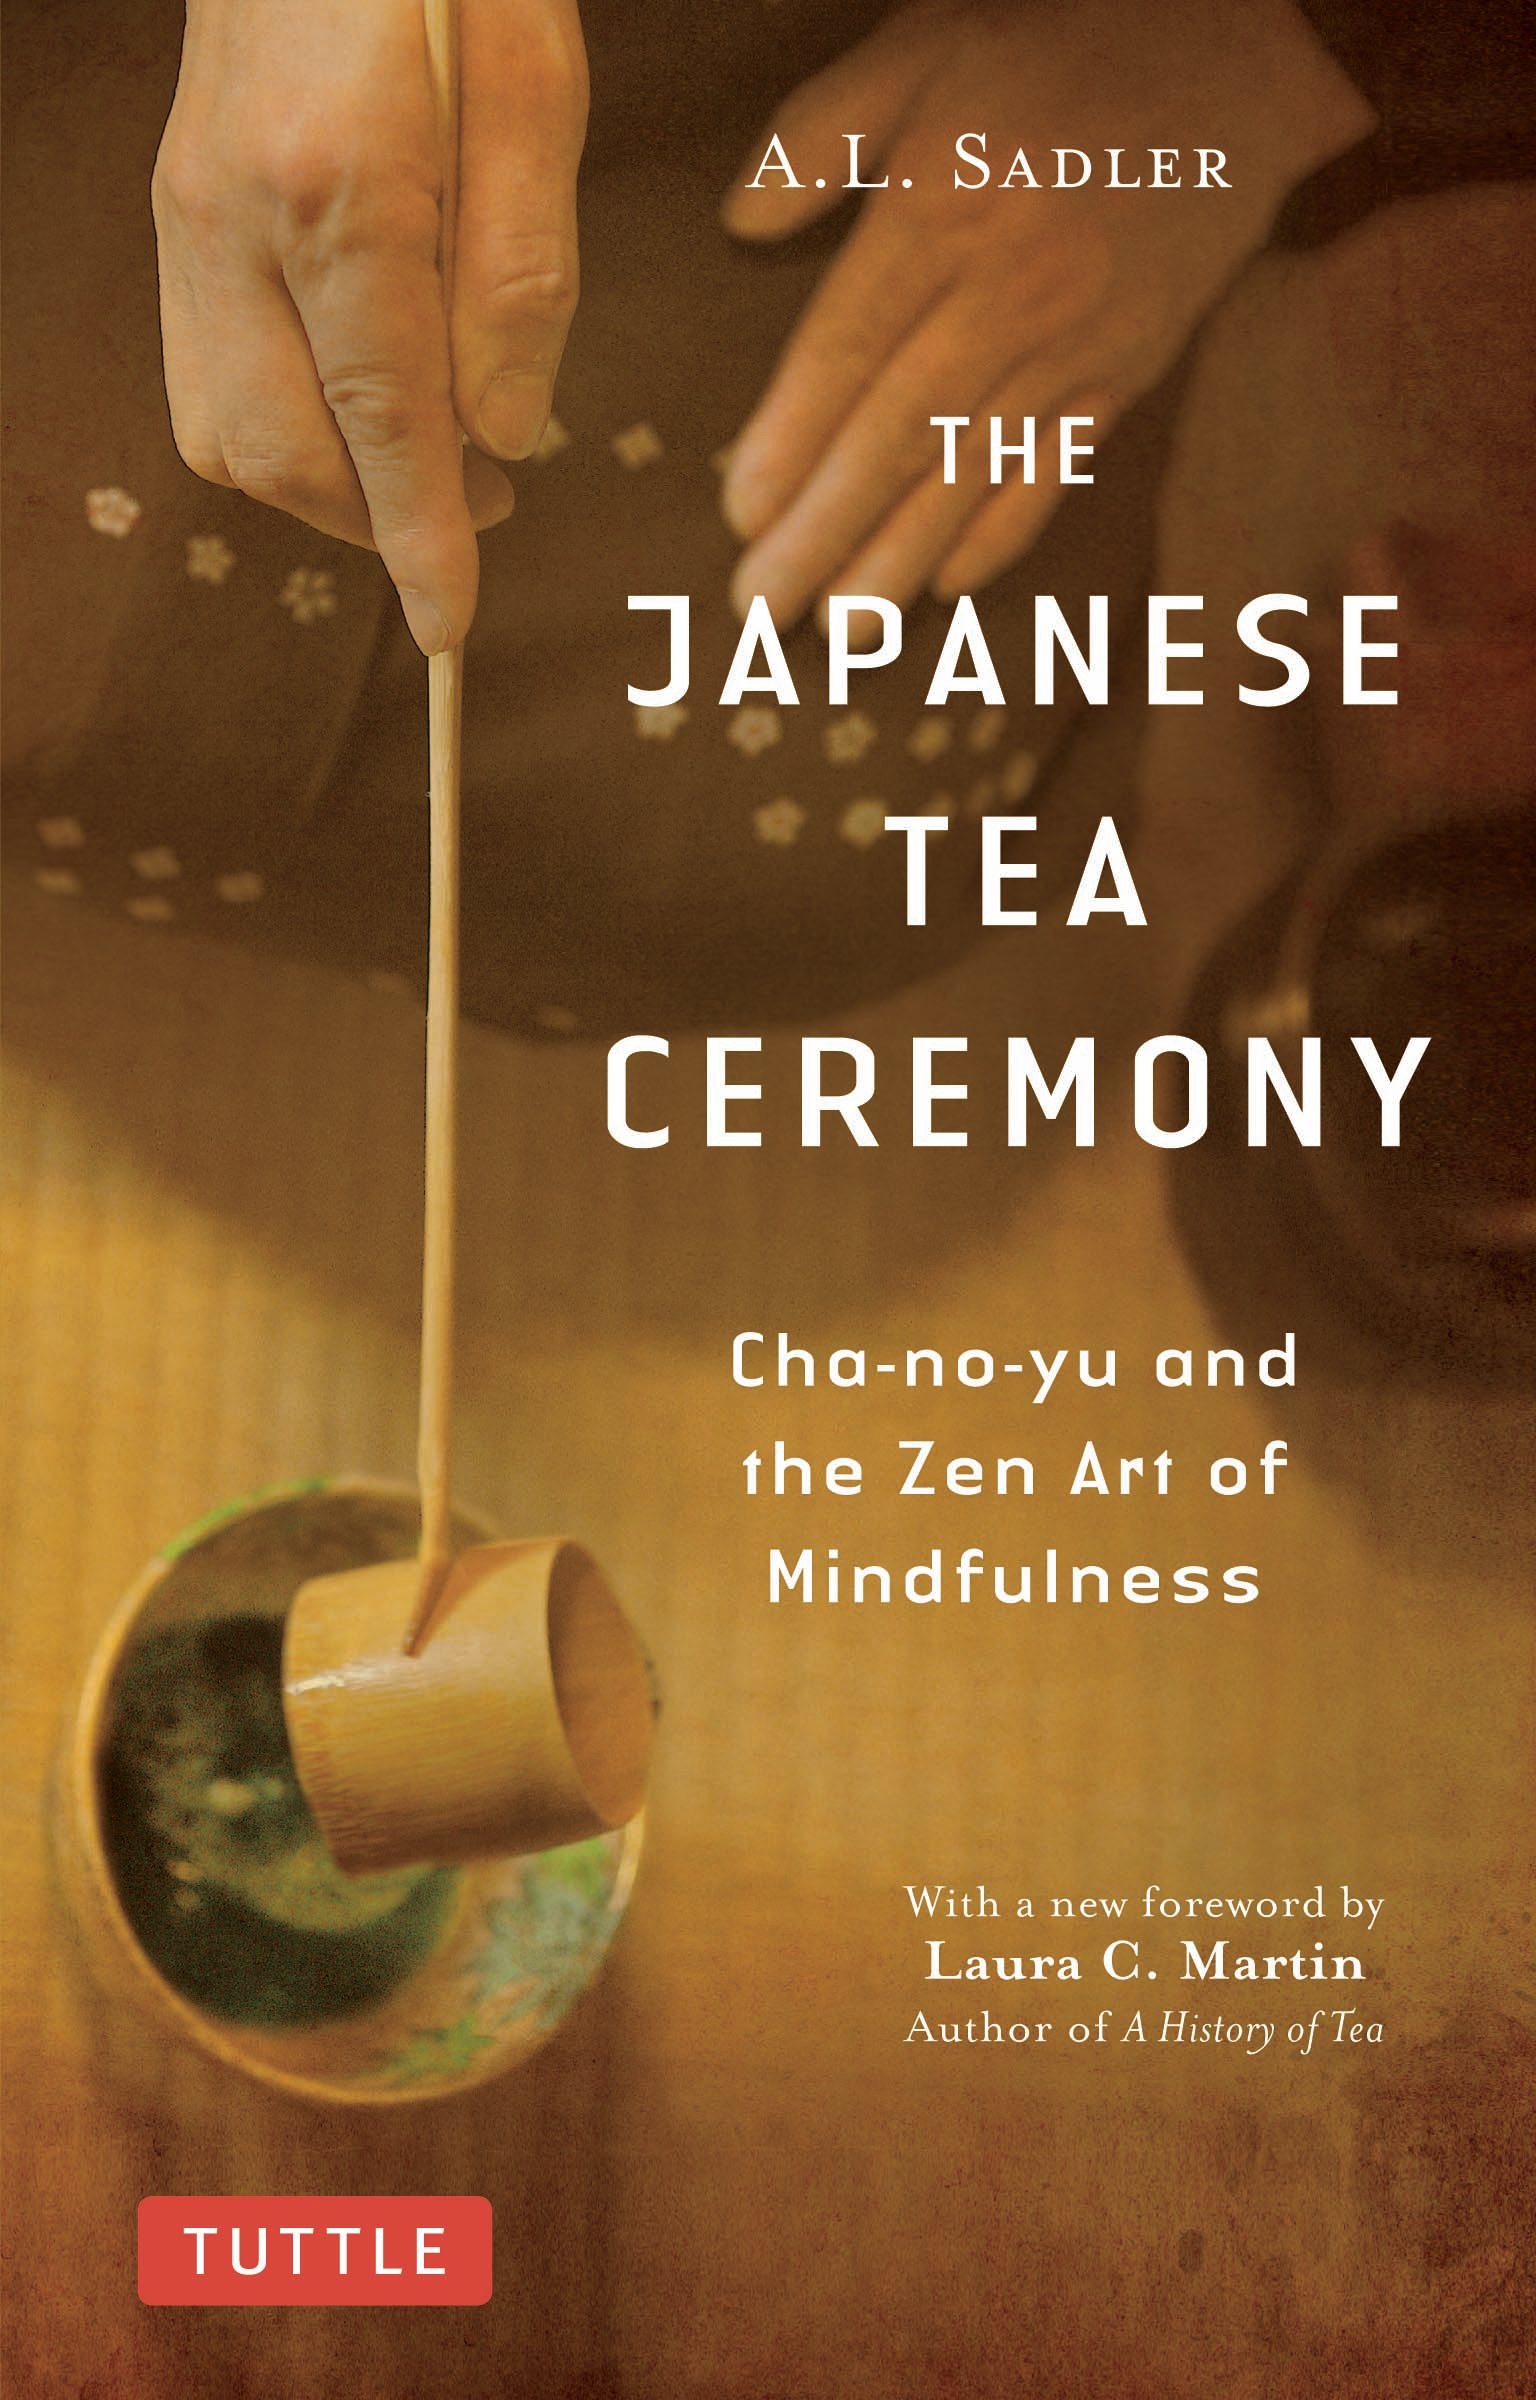 A.L. SADLER
THE
JAPANESE
TEA
CEREMONY
Cha-no-yu and
the Zen Art of
Mindfulness
With a new foreword by
Laura C. Martin
Author of A History of Tea
TUTTLE